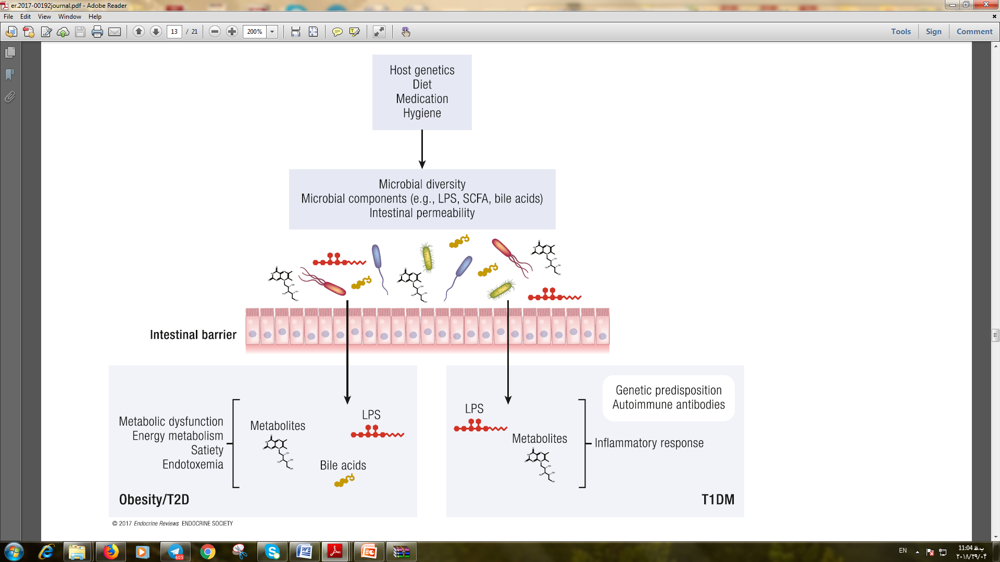 er.2017-00192journal.pdf - Adobe Reader
File Edit View Window Help
13 / 21
200%
Tools Sign Comment
Host genetics
Diet
Medication
Hygiene
Microbial diversity
Microbial components (e.g., LPS, SCFA, bile acids)
Intestinal permeability
Intestinal barrier
Genetic predisposition
Autoimmune antibodies
Metabolic dysfunction
Energy metabolism
Satiety
Endotoxemia
Metabolites
LPS
Bile acids
Obesity/T2D
LPS
Metabolites
Inflammatory response
T1DM
© 2017 Endocrine Reviews ENDOCRINE SOCIETY
605
EN
11:04 ب.ظ
۲۰۱۸/۲۹/۰۴